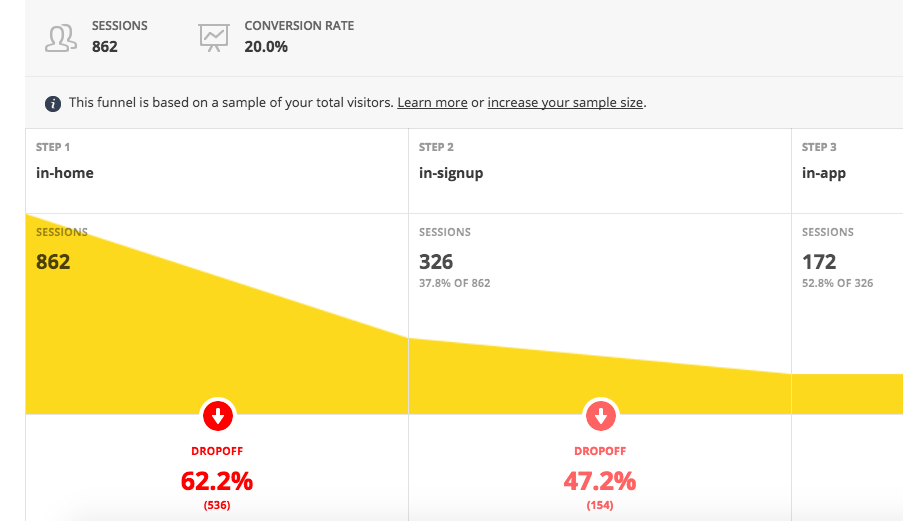 SESSIONS
862
CONVERSION RATE
20.0%
This funnel is based on a sample of your total visitors. Learn more or increase your sample size.
STEP 1
in-home
STEP 2
in-signup
STEP 3
in-app
SESSIONS
862
SESSIONS
326
37.8% OF 862
SESSIONS
172
52.8% OF 326
DROPOFF
62.2%
(536)
DROPOFF
47.2%
(154)